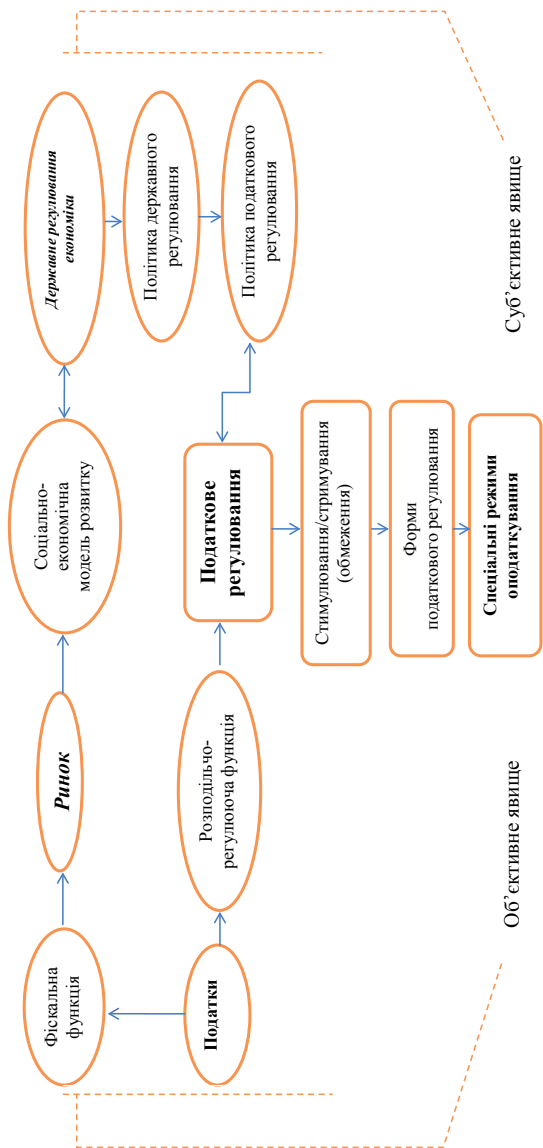 Фіскальна
функція
Ринок
Соціально-
економічна
модель розвитку
Державне регулювання
економіки
Політика державного
регулювання
Політика податкового
регулювання
Податки
Розподільчо-
регулююча функція
Податкове
регулювання
Стимулювання/стримування
(обмеження)
Форми
податкового регулювання
Спеціальні режими
оподаткування
Об’єктивне явище
Суб’єктивне явище